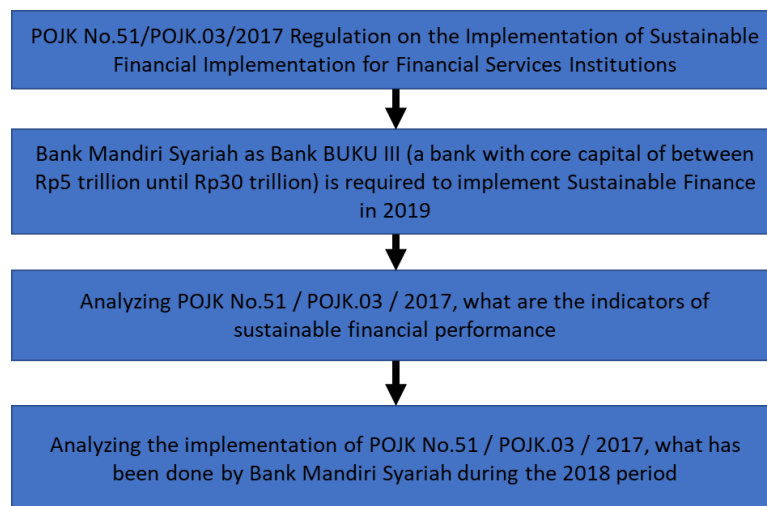 POJK No.51/POJK.03/2017 Regulation on the Implementation of Sustainable
Financial Implementation for Financial Services Institutions
Bank Mandiri Syariah as Bank BUKU III (a bank with core capital of between
Rp5 trillion until Rp30 trillion) is required to implement Sustainable Finance
in 2019
Analyzing POJK No.51 / POJK.03 / 2017, what are the indicators of
sustainable financial performance
Analyzing the implementation of POJK No.51 / POJK.03 / 2017, what has
been done by Bank Mandiri Syariah during the 2018 period